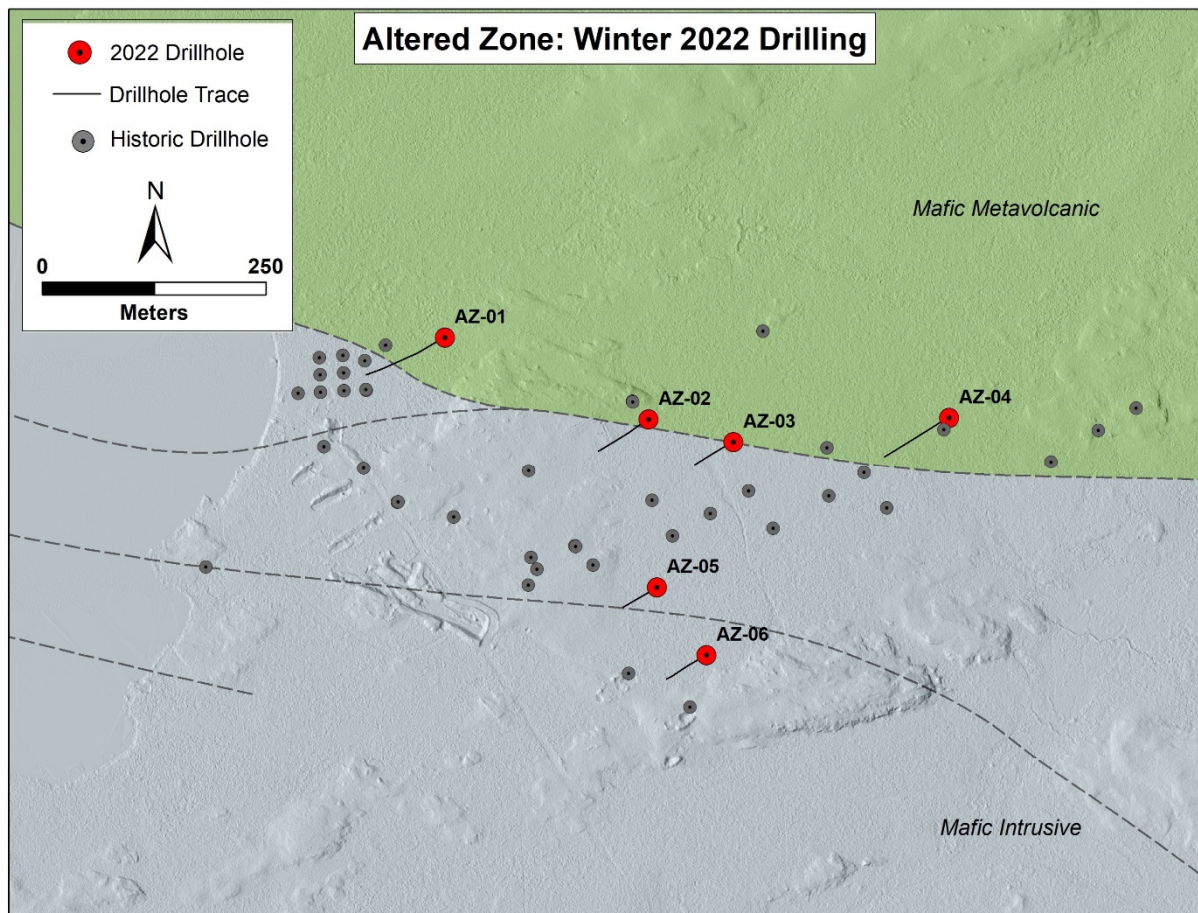 Altered Zone: Winter 2022 Drilling
2022 Drillhole
Drillhole Trace
Historic Drillhole
N
0 250
Meters
Mafic Metavolcanic
AZ-01
AZ-02
AZ-03
AZ-04
AZ-05
AZ-06
Mafic Intrusive